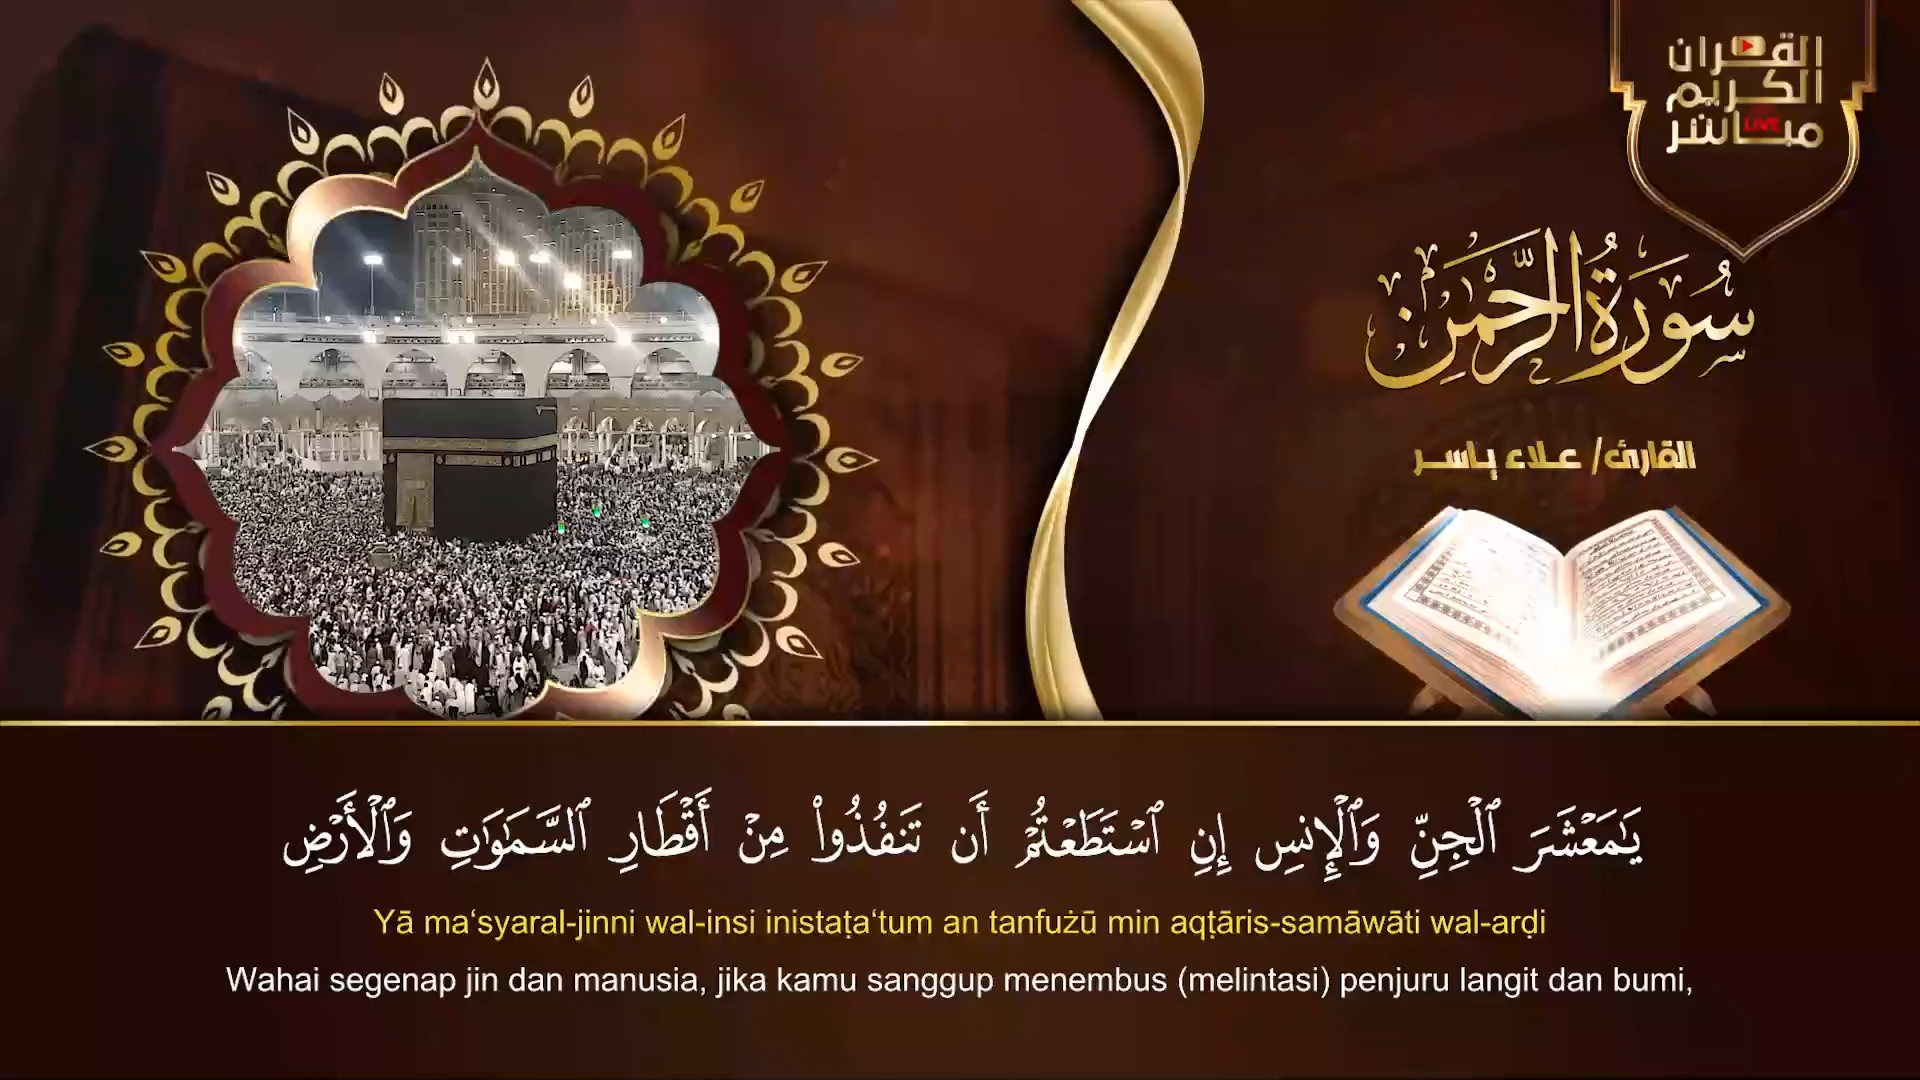 القرآن
الكريم
مباشر LIVE
سُورَةُ الرَّحْمَٰن
القارئ/ علاء ياسر
يَٰمَعْشَرَ ٱلْجِنِّ وَٱلْإِنسِ إِنِ ٱسْتَطَعْتُمْ أَن تَنفُذُوا۟ مِنْ أَقْطَارِ ٱلسَّمَٰوَٰتِ وَٱلْأَرْضِ
Yā ma‘syaral-jinni wal-insi inistaṭa‘tum an tanfużū min aqṭāris-samāwāti wal-arḍi
Wahai segenap jin dan manusia, jika kamu sanggup menembus (melintasi) penjuru langit dan bumi,